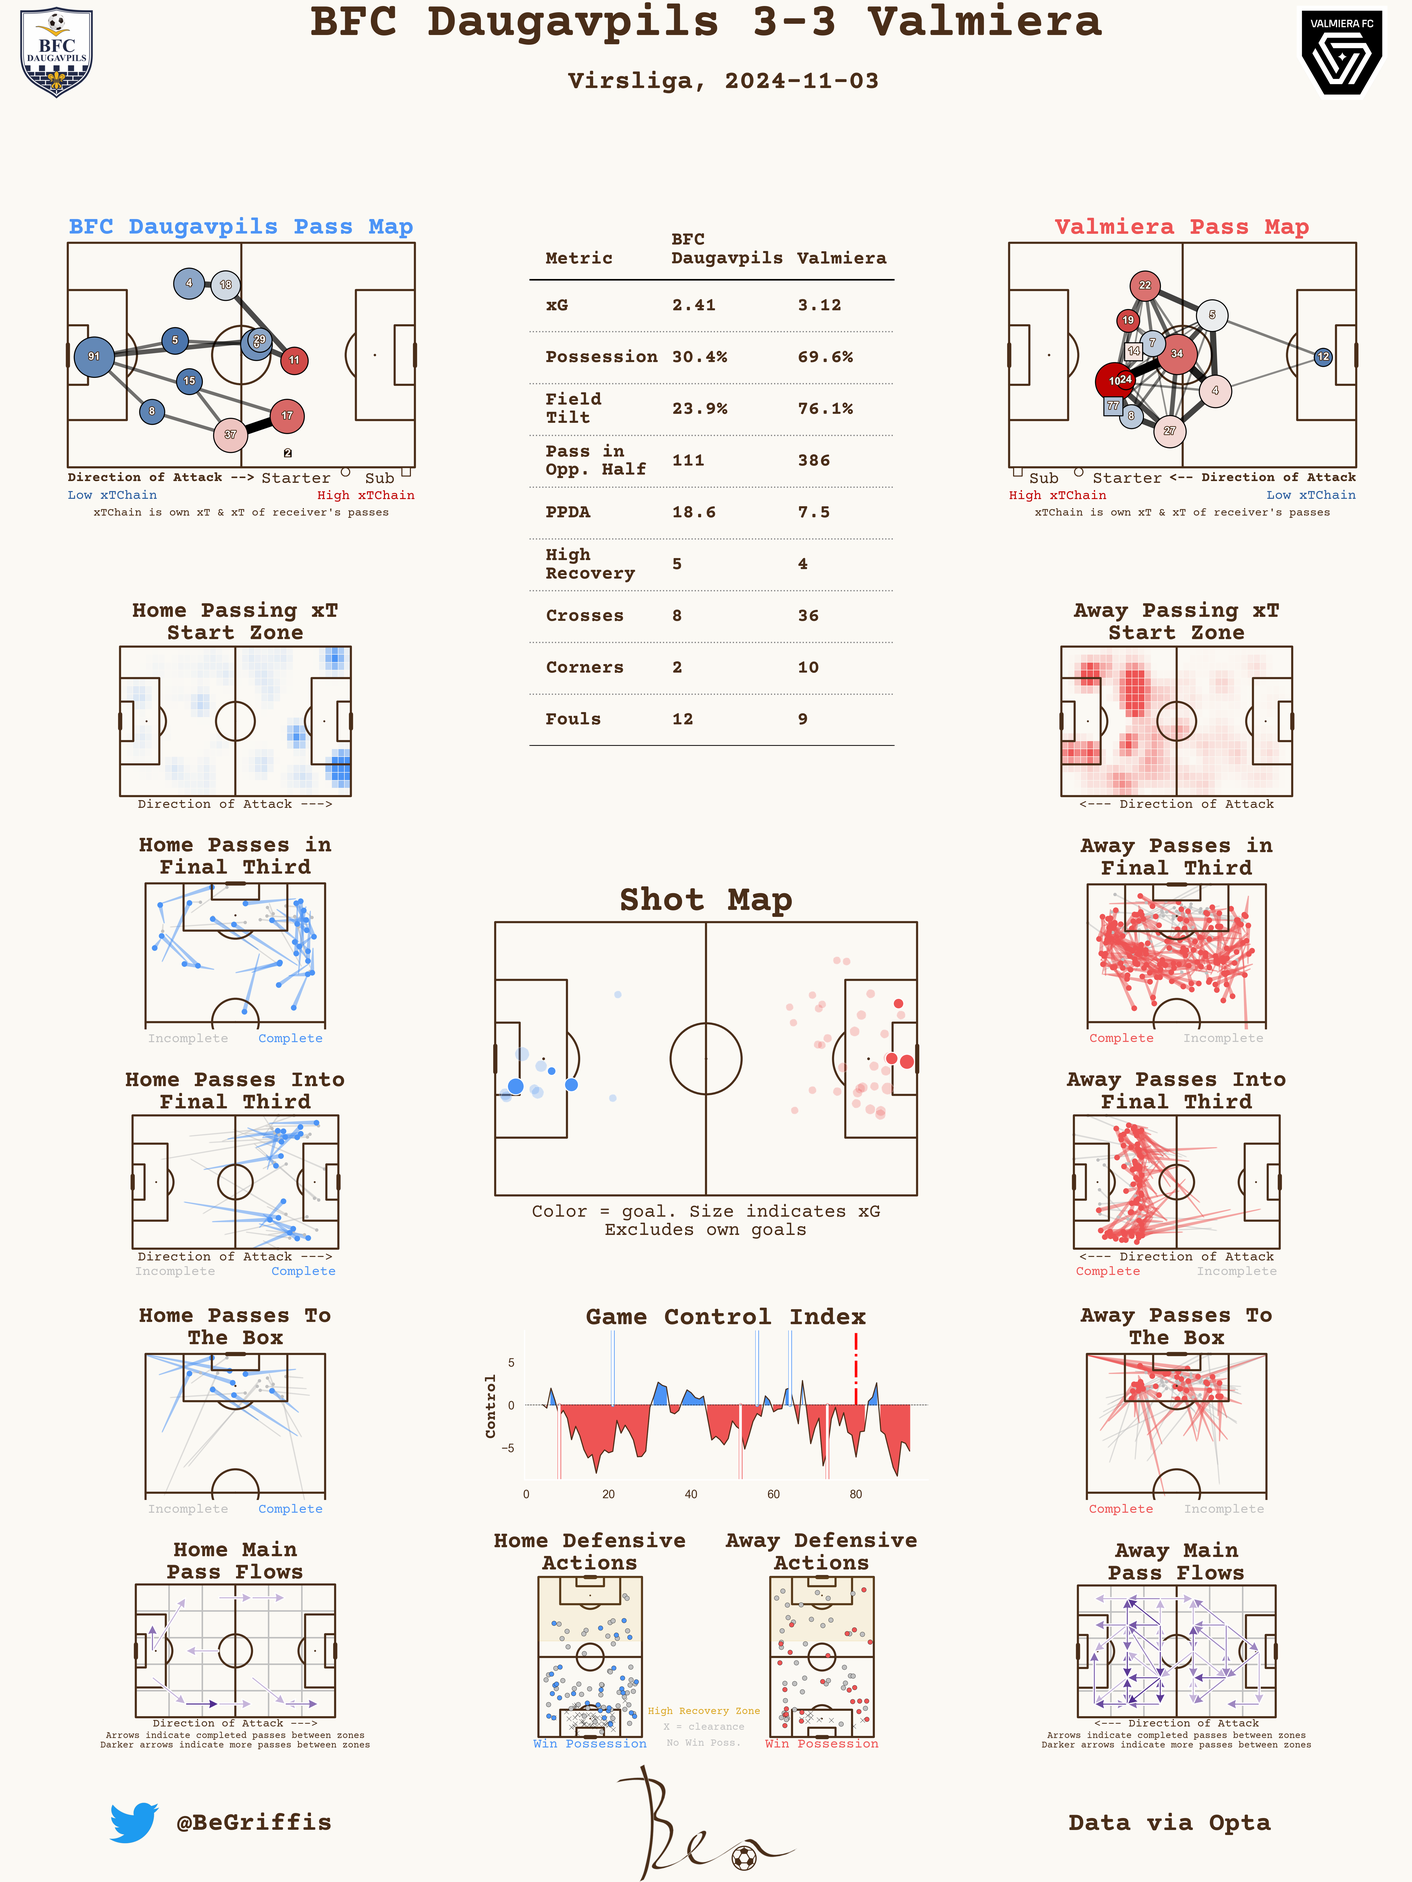 BFC Daugavpils 3-3 Valmiera
Virsliga, 2024-11-03
BFC
DAUGAVPILS
VALMIERA FC
BFC Daugavpils Pass Map
4
18
5
29
6
91
11
15
8
17
37
2
Direction of Attack --> Starter Sub
Low xTChain High xTChain
xTChain is own xT & xT of receiver's passes
Metric BFC Daugavpils Valmiera
xG 2.41 3.12
Possession 30.4% 69.6%
Field Tilt 23.9% 76.1%
Pass in Opp. Half 111 386
PPDA 18.6 7.5
High Recovery 5 4
Crosses 8 36
Corners 2 10
Fouls 12 9
Valmiera Pass Map
22
19
5
7
14
34
12
10
24
4
77
8
27
Sub Starter <-- Direction of Attack
High xTChain Low xTChain
xTChain is own xT & xT of receiver's passes
Home Passing xT
Start Zone
Direction of Attack --->
Away Passing xT
Start Zone
<--- Direction of Attack
Home Passes in
Final Third
Incomplete Complete
Away Passes in
Final Third
Complete Incomplete
Shot Map
Color = goal. Size indicates xG
Excludes own goals
Home Passes Into
Final Third
Direction of Attack --->
Incomplete Complete
Away Passes Into
Final Third
<--- Direction of Attack
Complete Incomplete
Home Passes To
The Box
Incomplete Complete
Game Control Index
Control
5
0
−5
0 20 40 60 80
Away Passes To
The Box
Complete Incomplete
Home Main
Pass Flows
Direction of Attack --->
Arrows indicate completed passes between zones
Darker arrows indicate more passes between zones
Home Defensive
Actions
Win Possession
Away Defensive
Actions
Win Possession
High Recovery Zone
X = clearance
No Win Poss.
Away Main
Pass Flows
<--- Direction of Attack
Arrows indicate completed passes between zones
Darker arrows indicate more passes between zones
@BeGriffis
Ben
Data via Opta